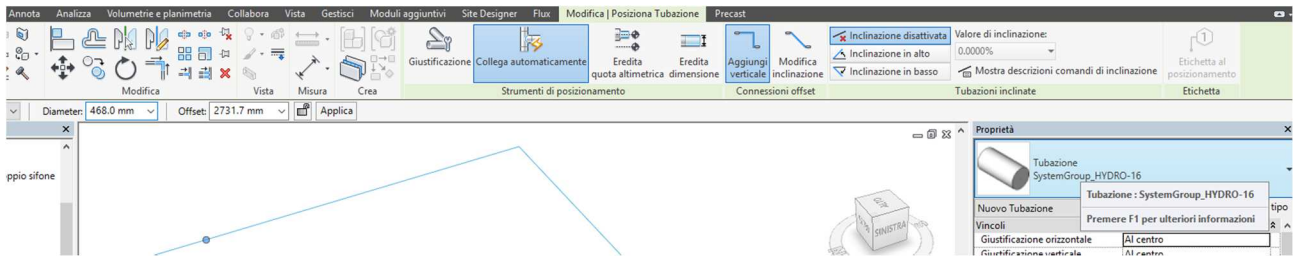 Annota Analizza Volumetrie e planimetria Collabora Vista Gestisci Moduli aggiuntivi Site Designer Flux Modifica | Posiziona Tubazione Precast
Giustificazione
Collega automaticamente
Eredita
quota altimetrica
Eredita
dimensione
Aggiungi
verticale
Modifica
inclinazione
Inclinazione disattivata
Inclinazione in alto
Inclinazione in basso
Valore di inclinazione:
0.0000%
Mostra descrizioni comandi di inclinazione
Etichetta al
posizionamento
Modifica Vista Misura Crea Strumenti di posizionamento Connessioni offset Tubazioni inclinate Etichetta
Diameter: 468.0 mm Offset: 2731.7 mm Applica
Proprietà
ppio sifone
Tubazione
SystemGroup_HYDRO-16
Tubazione : SystemGroup_HYDRO-16
Premere F1 per ulteriori informazioni
Nuovo Tubazione tipo
Vincoli
Giustificazione orizzontale Al centro
Giustificazione verticale Al centro
ALTO
SINISTRA